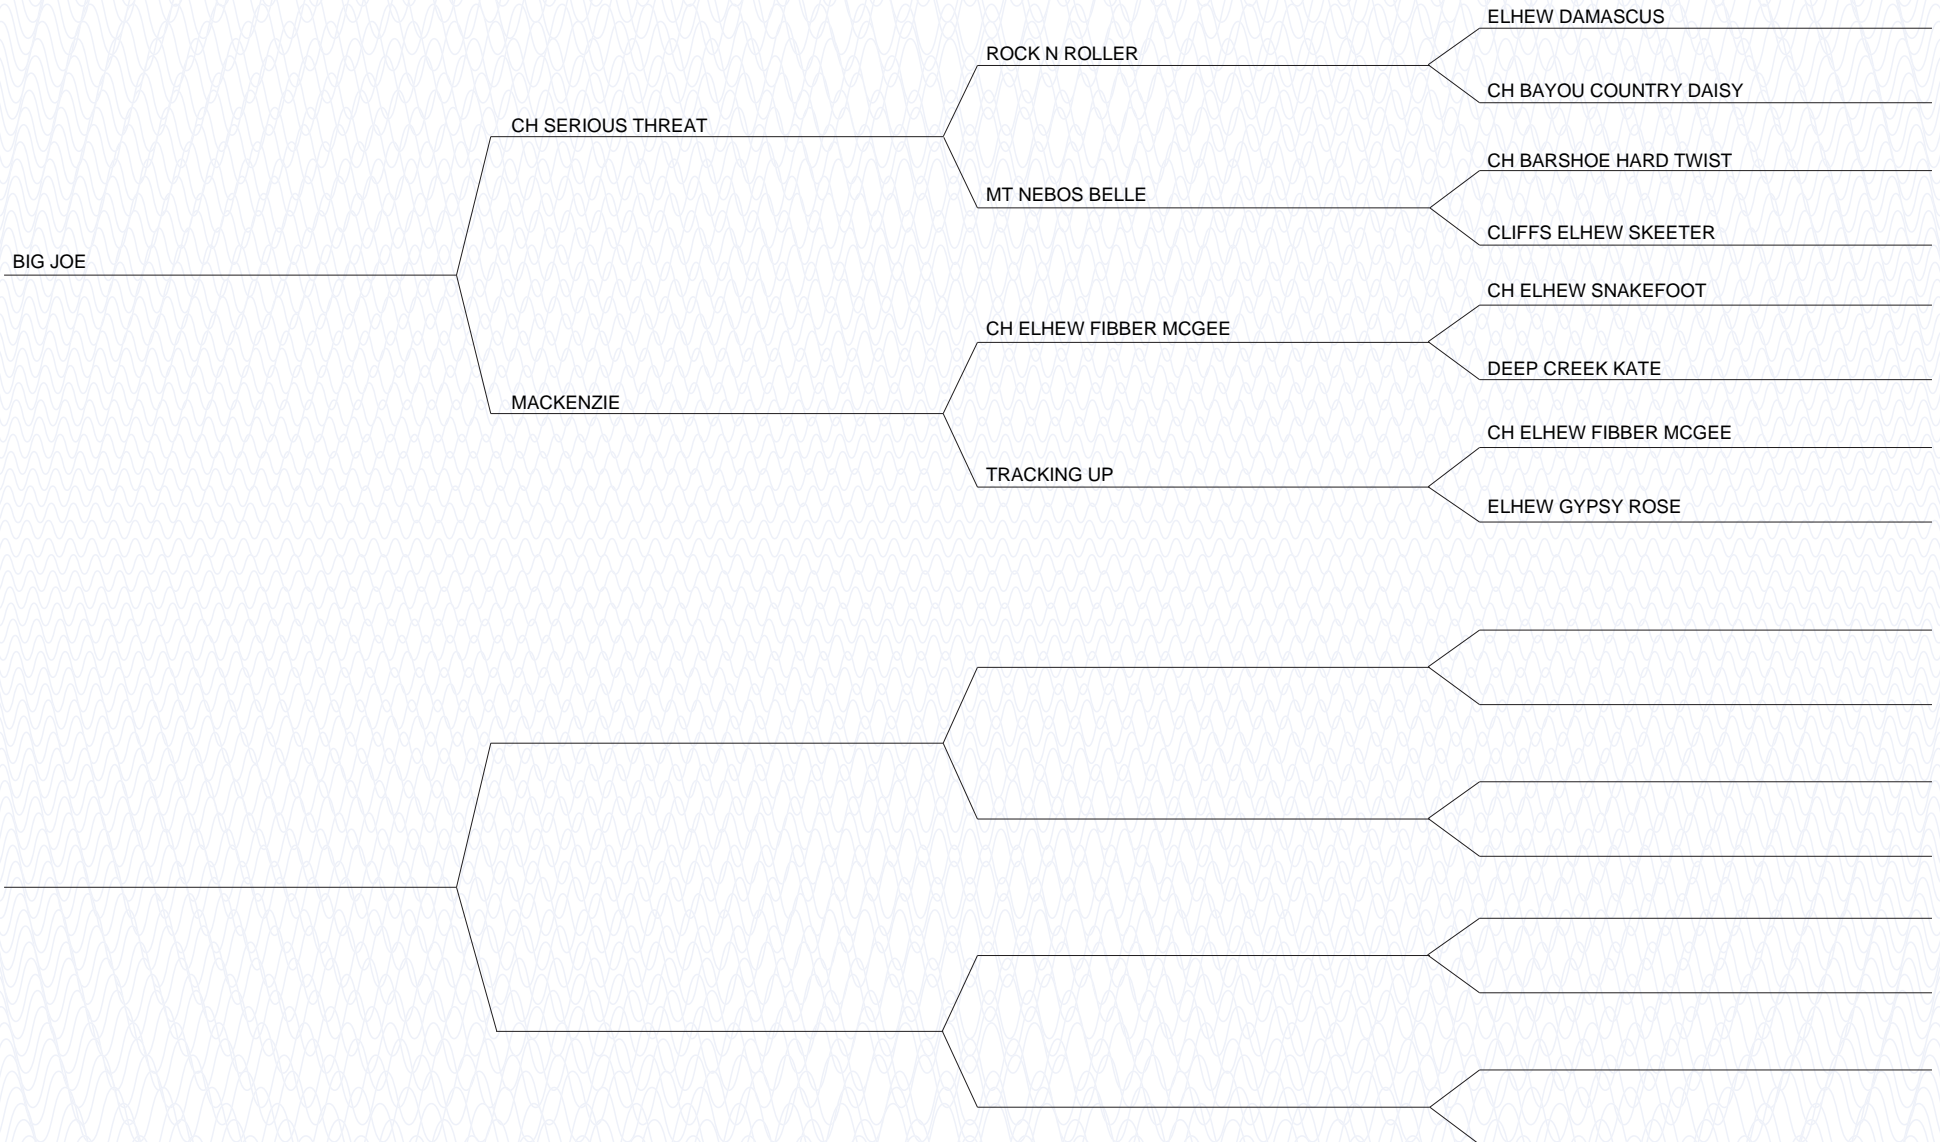 ELHEW DAMASCUS
ROCK N ROLLER
CH BAYOU COUNTRY DAISY
CH SERIOUS THREAT
CH BARSHOE HARD TWIST
MT NEBOS BELLE
CLIFFS ELHEW SKEETER
BIG JOE
CH ELHEW SNAKEFOOT
CH ELHEW FIBBER MCGEE
DEEP CREEK KATE
MACKENZIE
CH ELHEW FIBBER MCGEE
TRACKING UP
ELHEW GYPSY ROSE